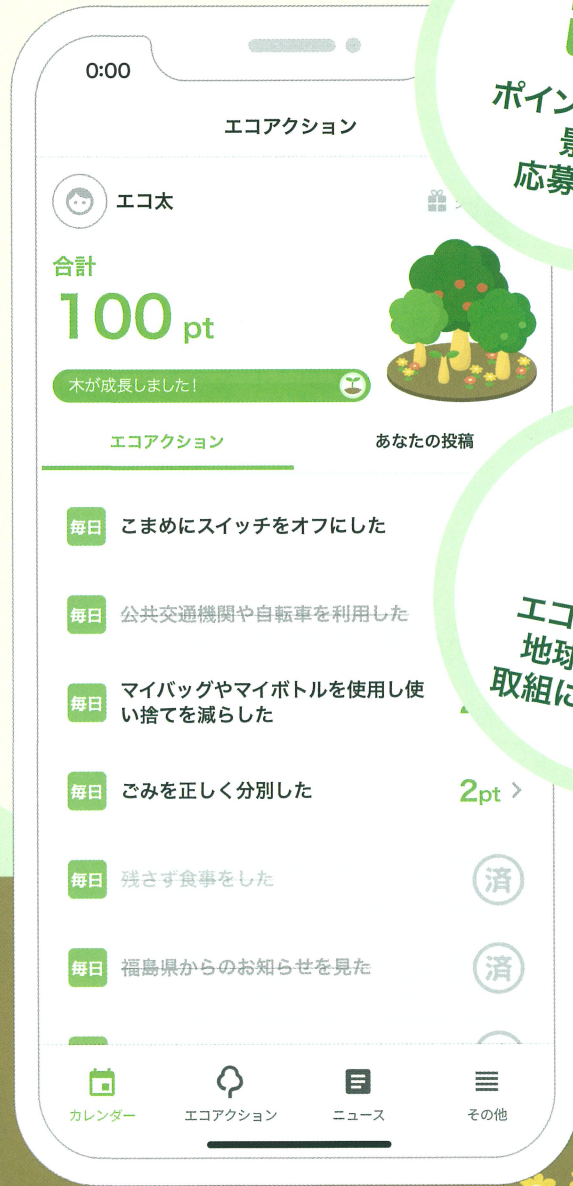 0:00
エコアクション
エコ太
合計
100 pt
木が成長しました!
エコアクション
あなたの投稿
毎日 こまめにスイッチをオフにした
毎日 公共交通機関や自転車を利用した
毎日 マイバッグやマイボトルを使用し使
い捨てを減らした
毎日 ごみを正しく分別した 2pt
毎日 残さず食事をした 済
毎日 福島県からのお知らせを見た 済
カレンダー
エコアクション
ニュース
その他
ポイン
応募
エコ
地球
取組に